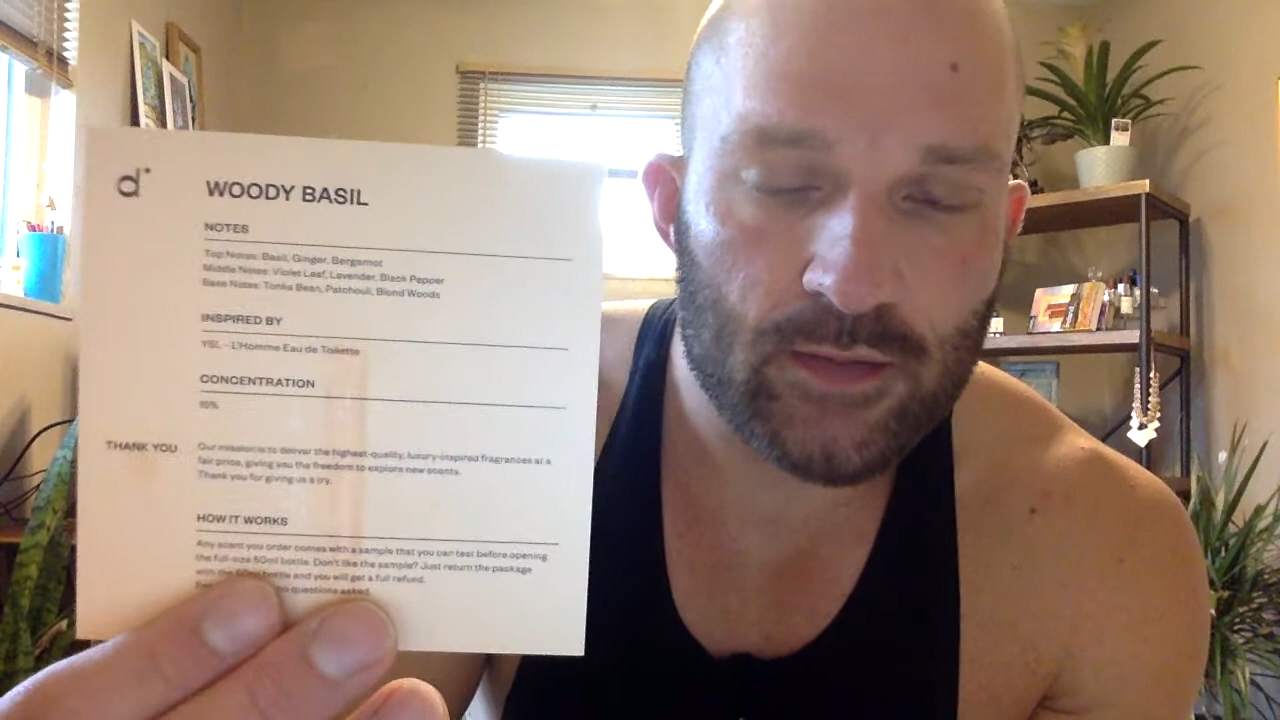 d°
WOODY BASIL
NOTES
Top Notes: Basil, Ginger, Bergamot
Middle Notes: Violet Leaf, Lavender, Black Pepper
Base Notes: Tonka Bean, Patchouli, Blond Woods
INSPIRED BY
YSL - L'Homme Eau de Toilette
CONCENTRATION
10%
THANK YOU
Our mission is to deliver the highest-quality, luxury-inspired fragrances at a
fair price, giving you the freedom to explore new scents.
Thank you for giving us a try.
HOW IT WORKS
Any scent you order comes with a sample that you can test before opening
the full-size 50ml bottle. Don't like the sample? Just return the package
with the bottle and you will get a full refund.
no questions asked.